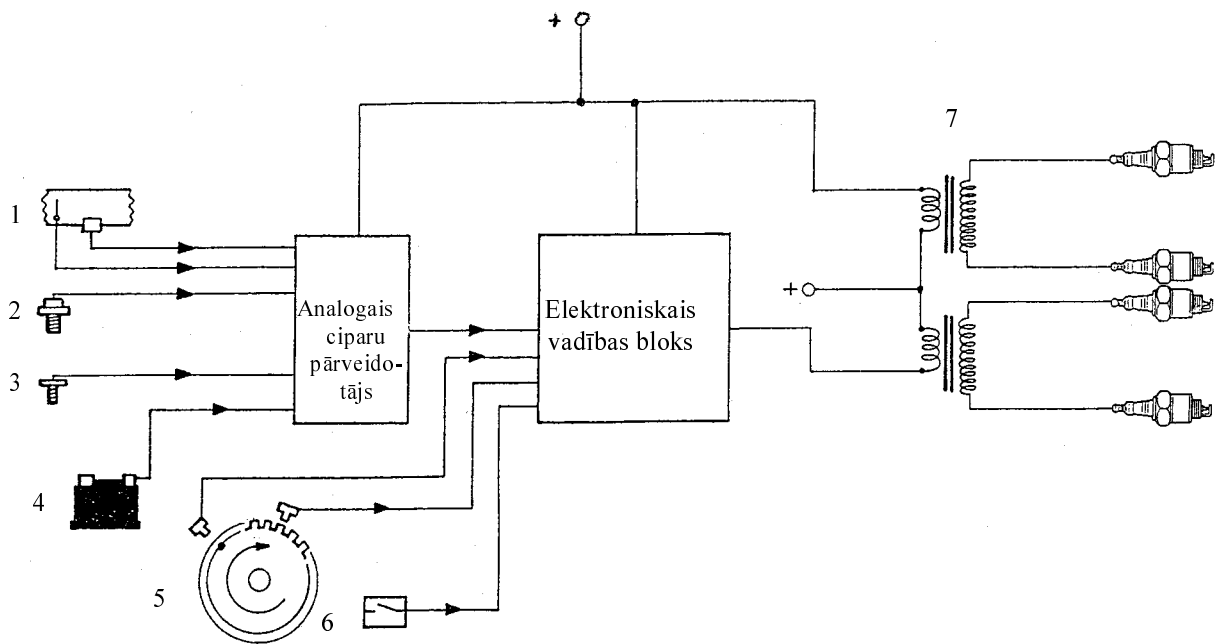 +
7
1
2
3
4
5
6
Analogais
ciparu
pārveido-
tājs
Elektroniskais
vadības bloks
+